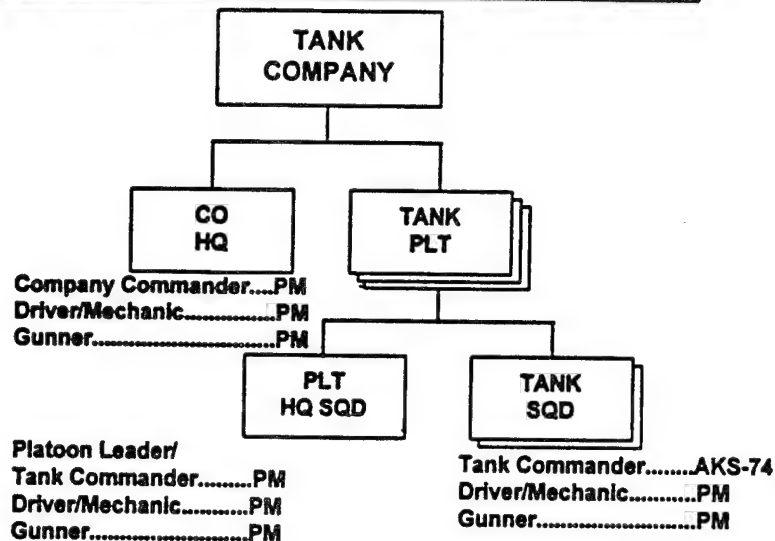 TANK
COMPANY
CO
HQ
TANK
PLT
Company Commander....PM
Driver/Mechanic..............PM
Gunner............................PM
PLT
HQ SQD
TANK
SQD
Platoon Leader/
Tank Commander.........PM
Driver/Mechanic............PM
Gunner..........................PM
Tank Commander........AKS-74
Driver/Mechanic............PM
Gunner..........................PM